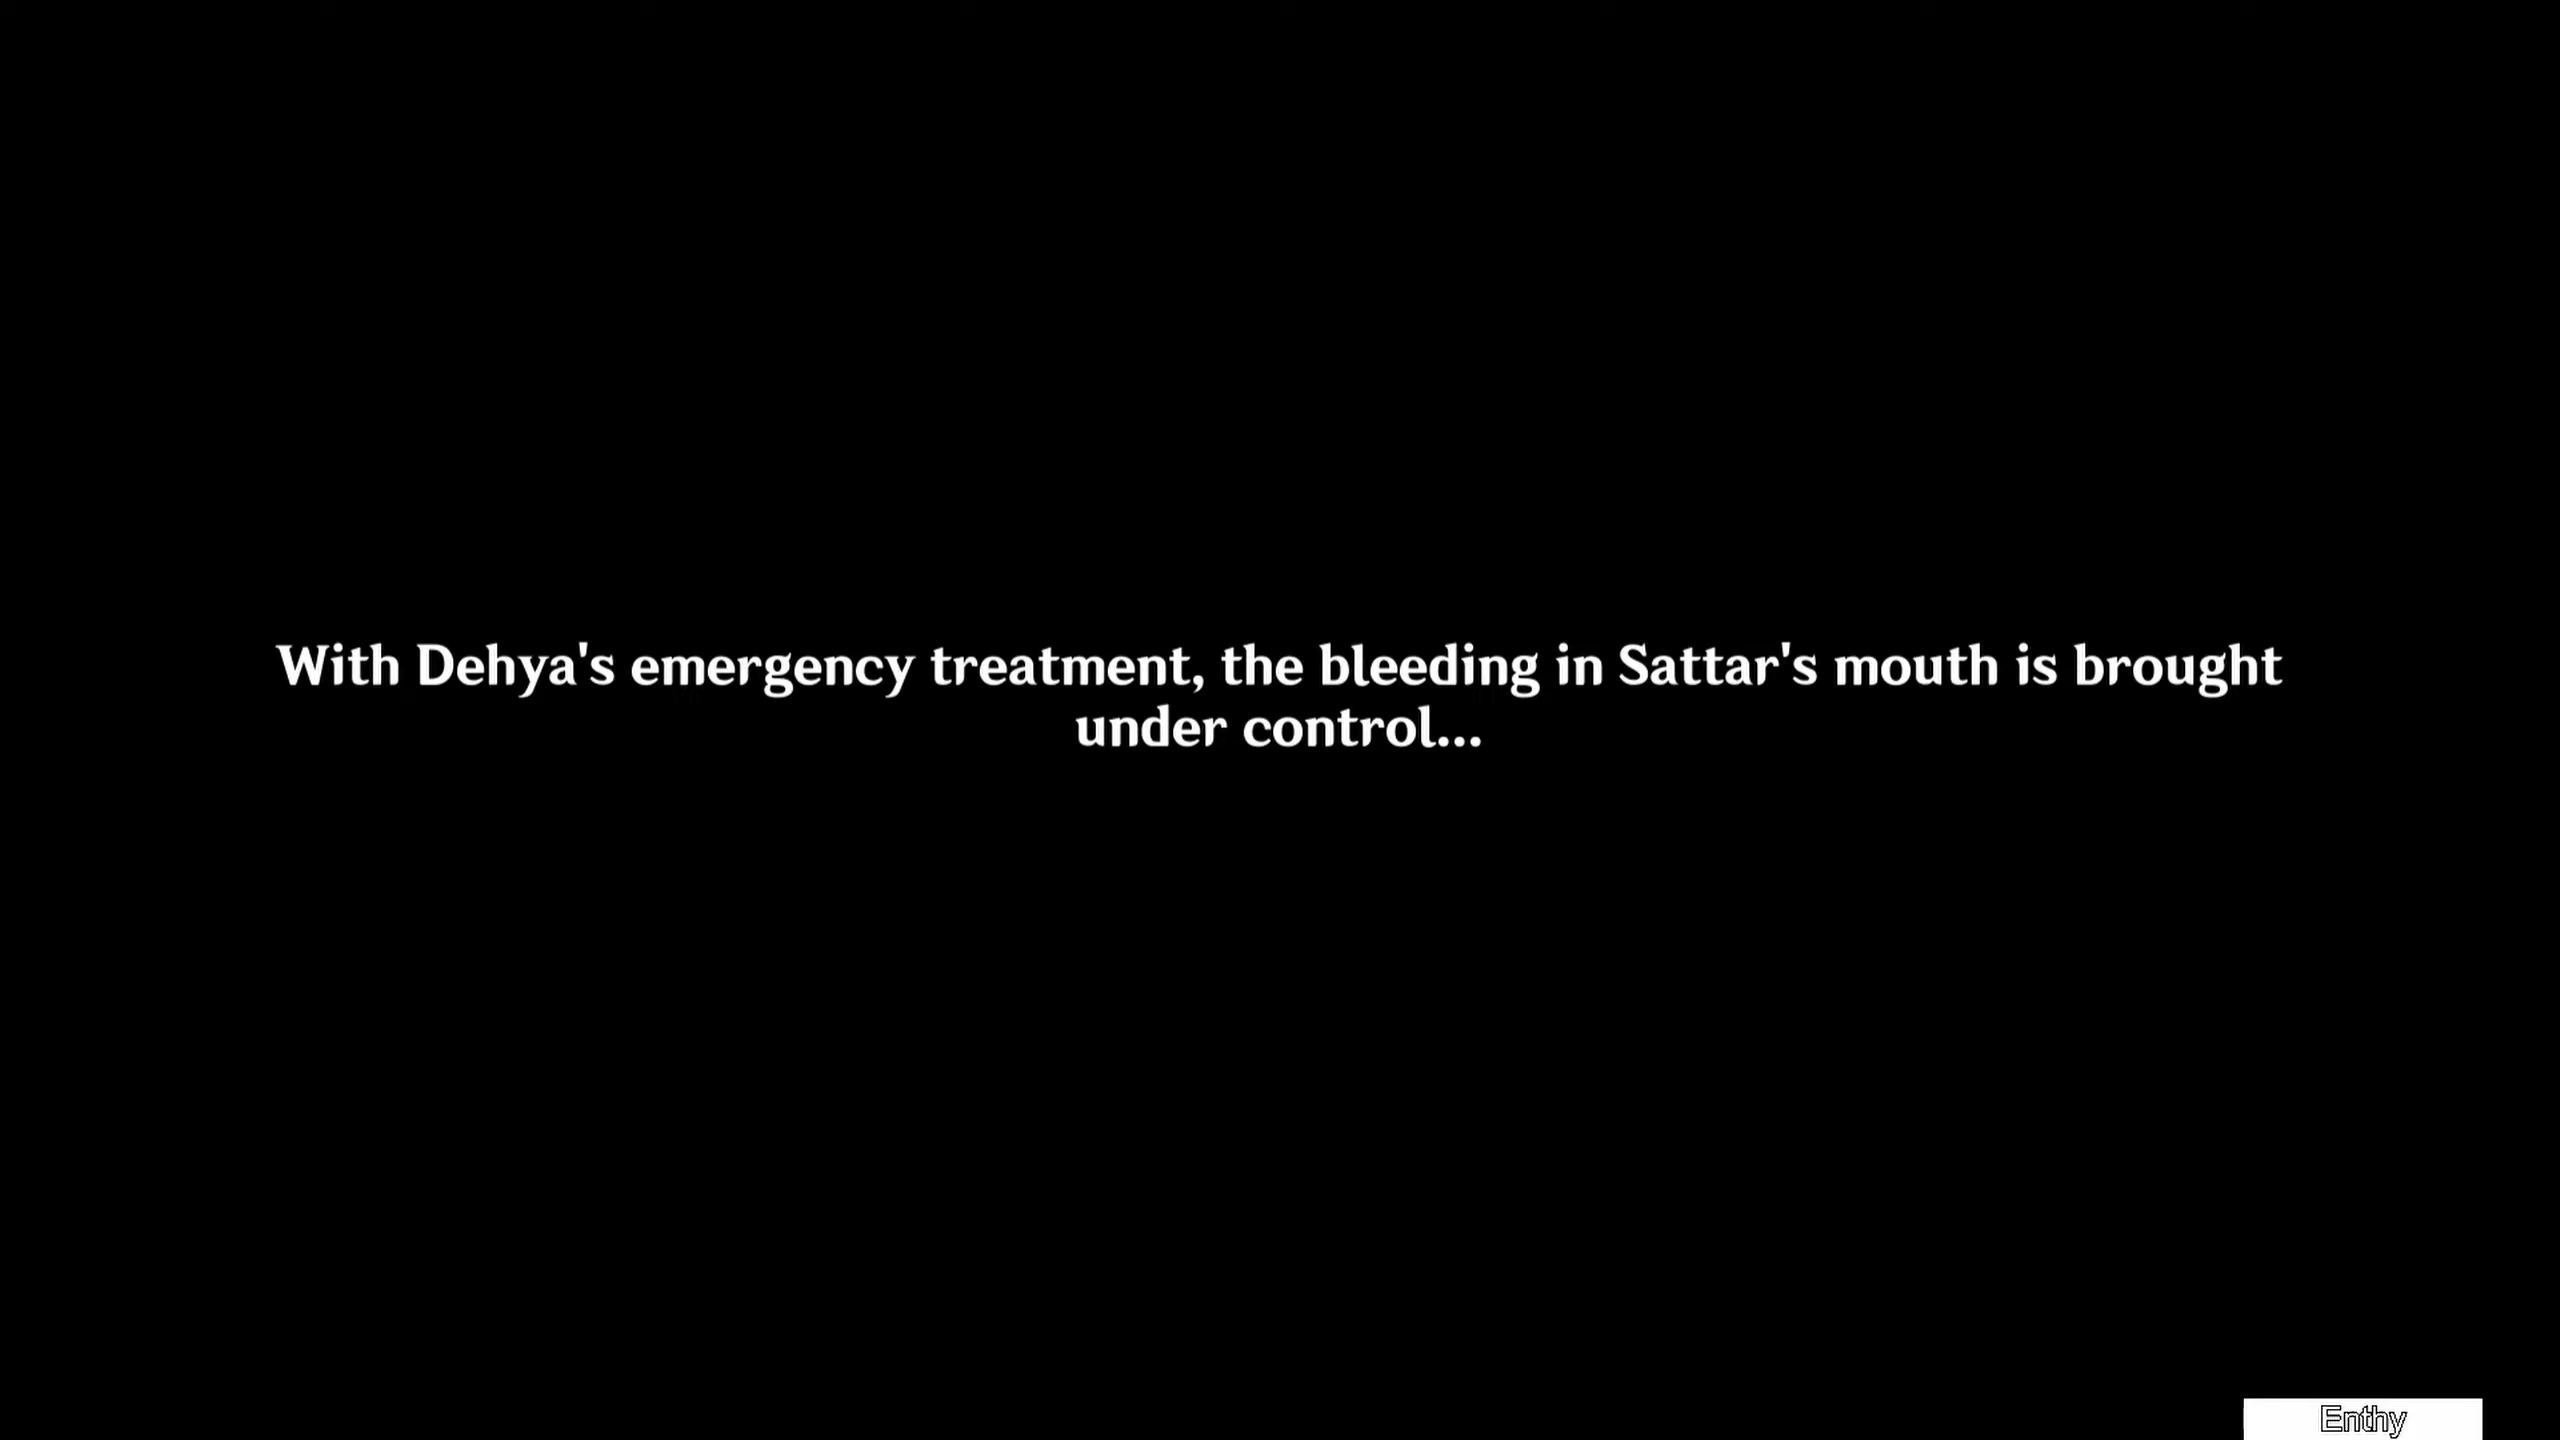 With Dehya's emergency treatment, the bleeding in Sattar's mouth is brought
under control...
Enthy